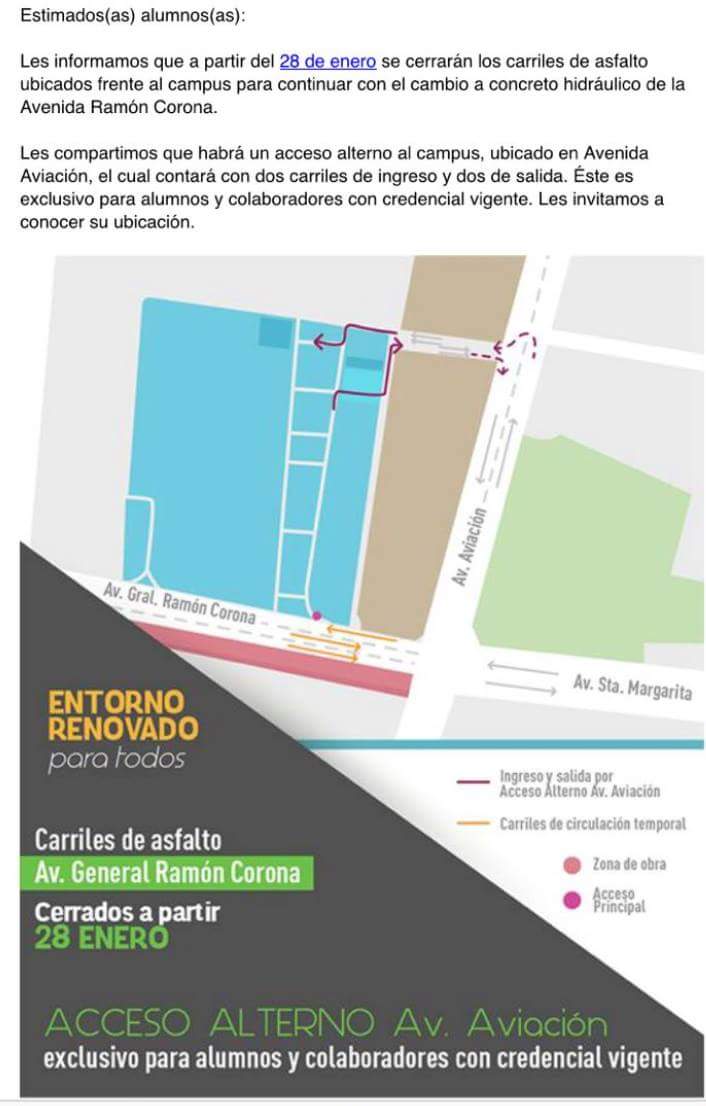 Estimados(as) alumnos(as):
Les informamos que a partir del 28 de enero se cerrarán los carriles de asfalto
ubicados frente al campus para continuar con el cambio a concreto hidráulico de la
Avenida Ramón Corona.
Les compartimos que habrá un acceso alterno al campus, ubicado en Avenida
Aviación, el cual contará con dos carriles de ingreso y dos de salida. Éste es
exclusivo para alumnos y colaboradores con credencial vigente. Les invitamos a
conocer su ubicación.
Av. Aviación
Av. Gral. Ramón Corona
Av. Sta. Margarita
ENTORNO
RENOVADO
para todos
Ingreso y salida por
Acceso Alterno Av. Aviación
Carriles de circulación temporal
Zona de obra
Acceso
Principal
Carriles de asfalto
Av. General Ramón Corona
Cerrados a partir
28 ENERO
ACCESO ALTERNO Av. Aviación
exclusivo para alumnos y colaboradores con credencial vigente